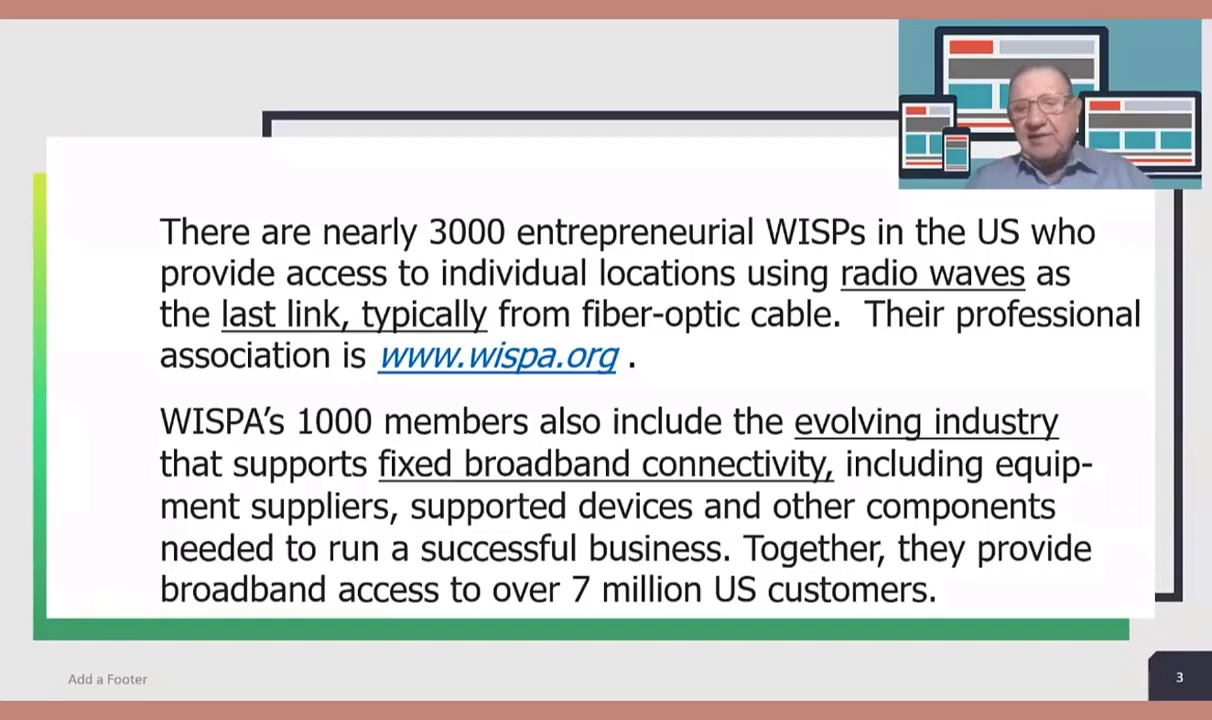 There are nearly 3000 entrepreneurial WISPs in the US who
provide access to individual locations using radio waves as
the last link, typically from fiber-optic cable.  Their professional
association is www.wispa.org .
WISPA’s 1000 members also include the evolving industry
that supports fixed broadband connectivity, including equip-
ment suppliers, supported devices and other components
needed to run a successful business. Together, they provide
broadband access to over 7 million US customers.
Add a Footer
3